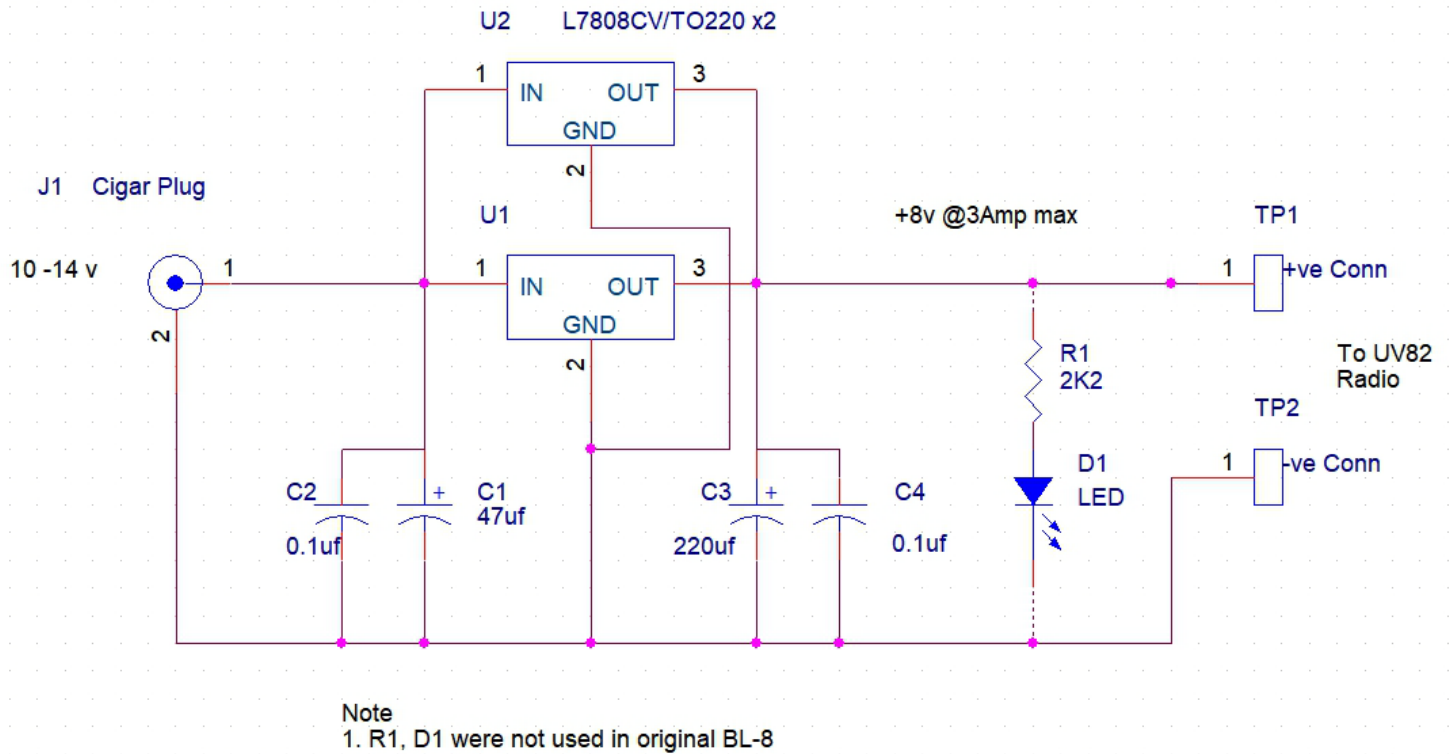 U2 L7808CV/TO220 x2
1 IN OUT 3
GND
2
J1 Cigar Plug
U1
+8v @3Amp max
TP1
10 -14 v
1
1 IN OUT 3
1 +ve Conn
GND
2
2
R1
2K2
To UV82
Radio
TP2
1 -ve Conn
D1
LED
C2
0.1uf
+ C1
47uf
C3 +
220uf
C4
0.1uf
Note
1. R1, D1 were not used in original BL-8